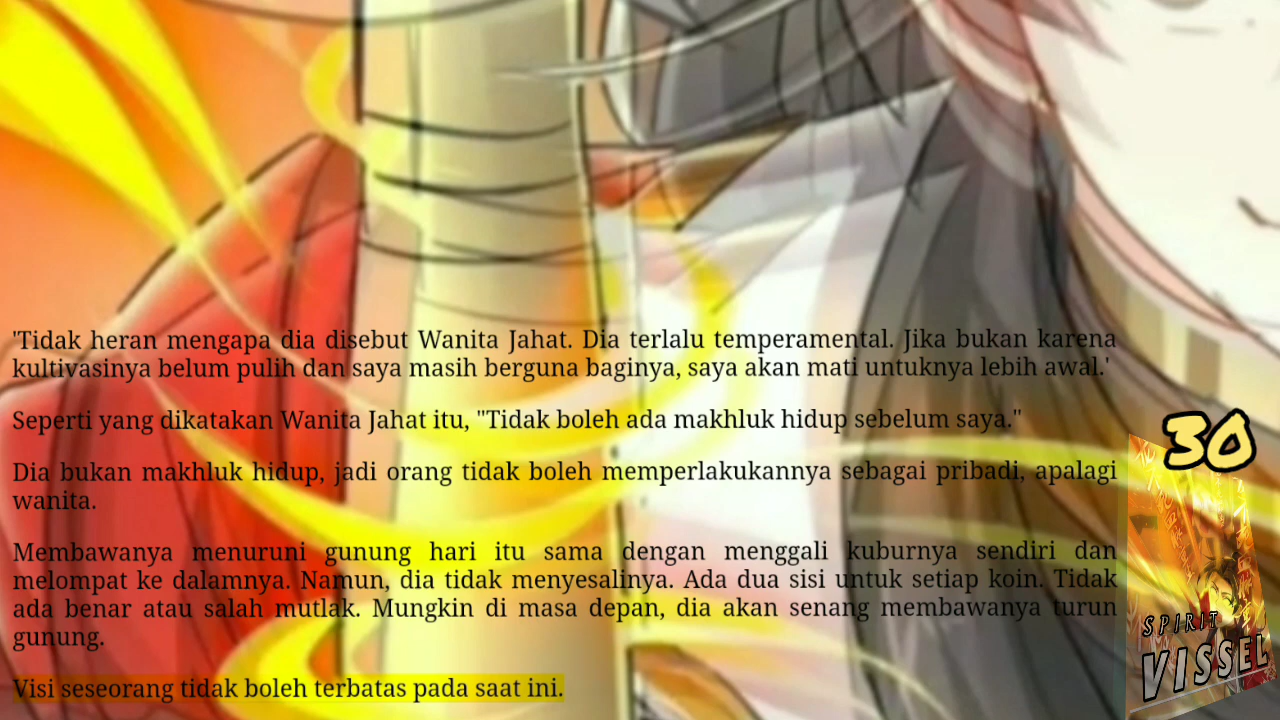 'Tidak heran mengapa dia disebut Wanita Jahat. Dia terlalu temperamental. Jika bukan karena
kultivasinya belum pulih dan saya masih berguna baginya, saya akan mati untuknya lebih awal.'
Seperti yang dikatakan Wanita Jahat itu, "Tidak boleh ada makhluk hidup sebelum saya."
Dia bukan makhluk hidup, jadi orang tidak boleh memperlakukannya sebagai pribadi, apalagi
wanita.
Membawanya menuruni gunung hari itu sama dengan menggali kuburnya sendiri dan
melompat ke dalamnya. Namun, dia tidak menyesalinya. Ada dua sisi untuk setiap koin. Tidak
ada benar atau salah mutlak. Mungkin di masa depan, dia akan senang membawanya turun
gunung.
Visi seseorang tidak boleh terbatas pada saat ini.
30
SPIRIT
VISSEL